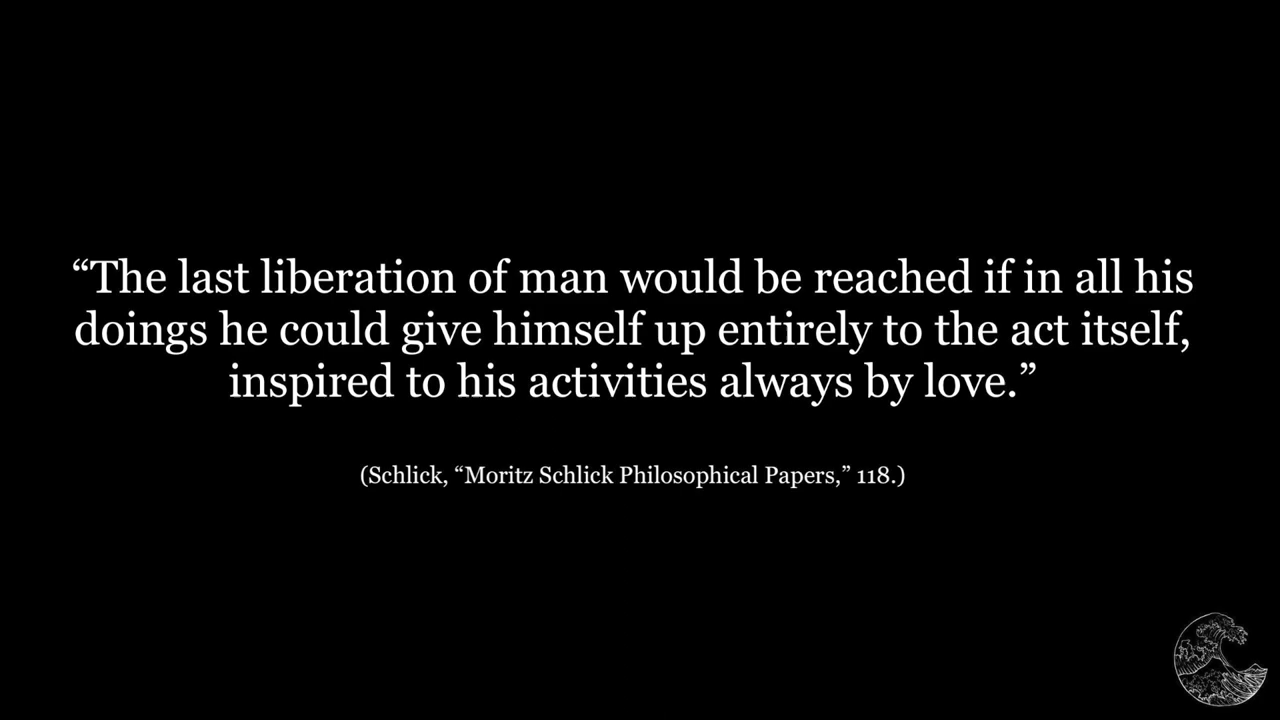 “The last liberation of man would be reached if in all his
doings he could give himself up entirely to the act itself,
inspired to his activities always by love.”
(Schlick, “Moritz Schlick Philosophical Papers,” 118.)